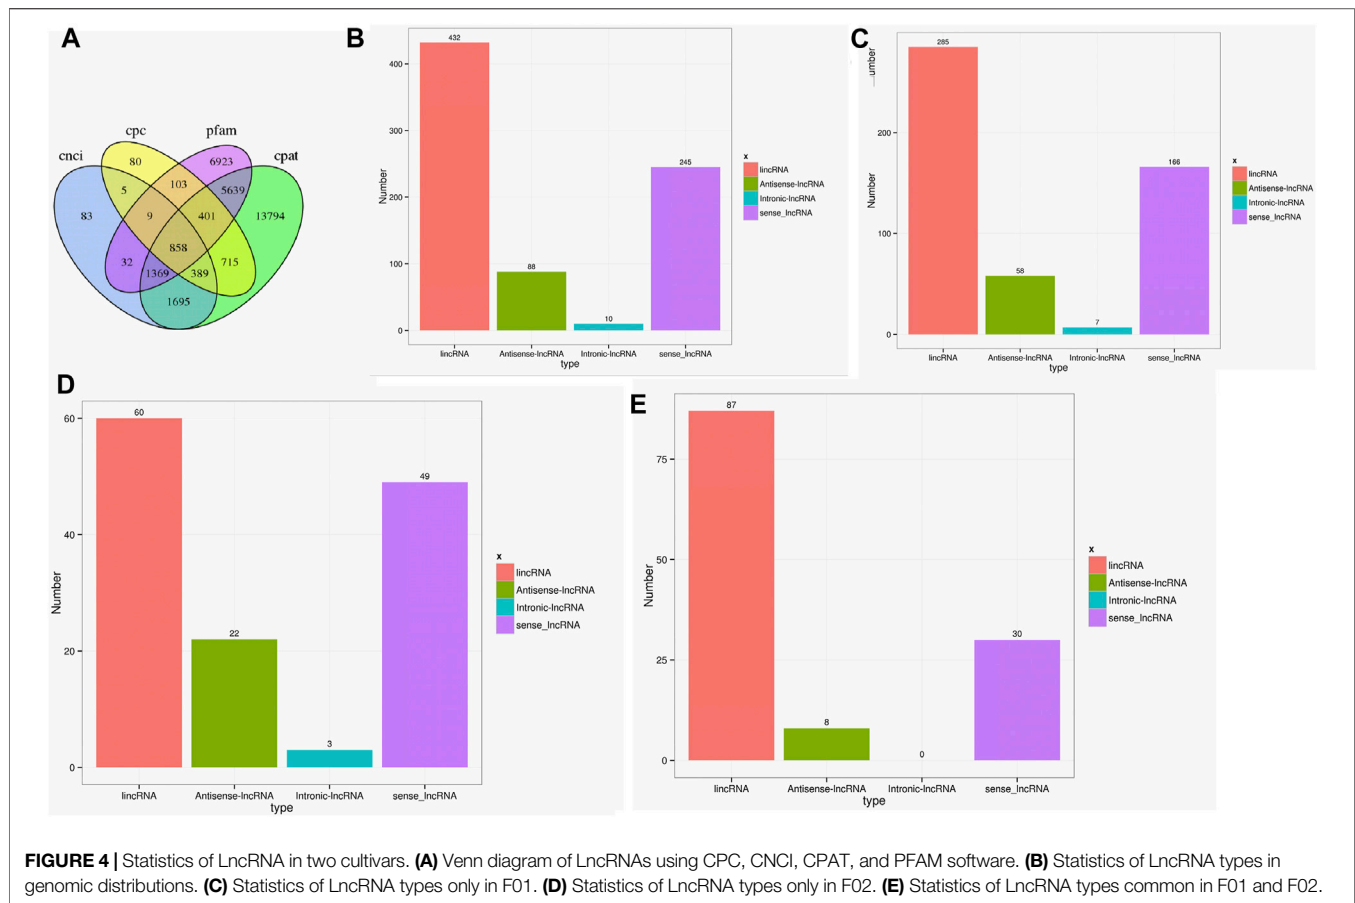 A
cpc
pfam
cnci
cpat
80
6923
5
103
5639
83
9
401
13794
858
32
1369
389
715
1695
B
Number
400
300
200
100
0
432
88
10
245
lincRNA
Antisense-lncRNA
Intronic-lncRNA
sense_lncRNA
type
x
lincRNA
Antisense-lncRNA
Intronic-lncRNA
sense_lncRNA
C
umber
Number
200
100
0
285
58
7
166
lincRNA
Antisense-lncRNA
Intronic-lncRNA
sense_lncRNA
type
x
lincRNA
Antisense-lncRNA
Intronic-lncRNA
sense_lncRNA
D
Number
60
40
20
0
60
22
3
49
lincRNA
Antisense-lncRNA
Intronic-lncRNA
sense_lncRNA
type
x
lincRNA
Antisense-lncRNA
Intronic-lncRNA
sense_lncRNA
E
Number
75
50
25
0
87
8
0
30
lincRNA
Antisense-lncRNA
Intronic-lncRNA
sense_lncRNA
type
x
lincRNA
Antisense-lncRNA
Intronic-lncRNA
sense_lncRNA
FIGURE 4 | Statistics of LncRNA in two cultivars. (A) Venn diagram of LncRNAs using CPC, CNCI, CPAT, and PFAM software. (B) Statistics of LncRNA types in
genomic distributions. (C) Statistics of LncRNA types only in F01. (D) Statistics of LncRNA types only in F02. (E) Statistics of LncRNA types common in F01 and F02.